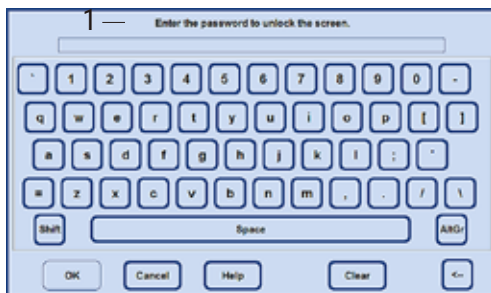 1 — Enter the password to unlock the screen.
` 1 2 3 4 5 6 7 8 9 0 -
q w e r t y u i o p [ ]
a s d f g h j k l ; '
= z x c v b n m , . / \
Shift Space AltGr
OK Cancel Help Clear <--